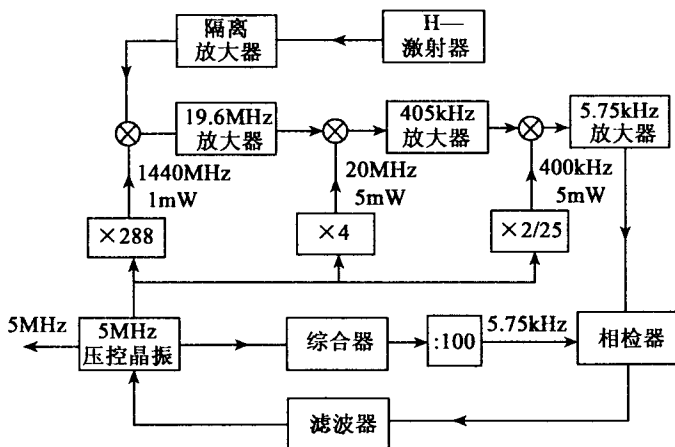 隔离
放大器
H—
激射器
19.6MHz
放大器
405kHz
放大器
5.75kHz
放大器
1440MHz
1mW
20MHz
5mW
400kHz
5mW
×288
×4
×2/25
5MHz
5MHz
压控晶振
综合器
:100
5.75kHz
相检器
滤波器